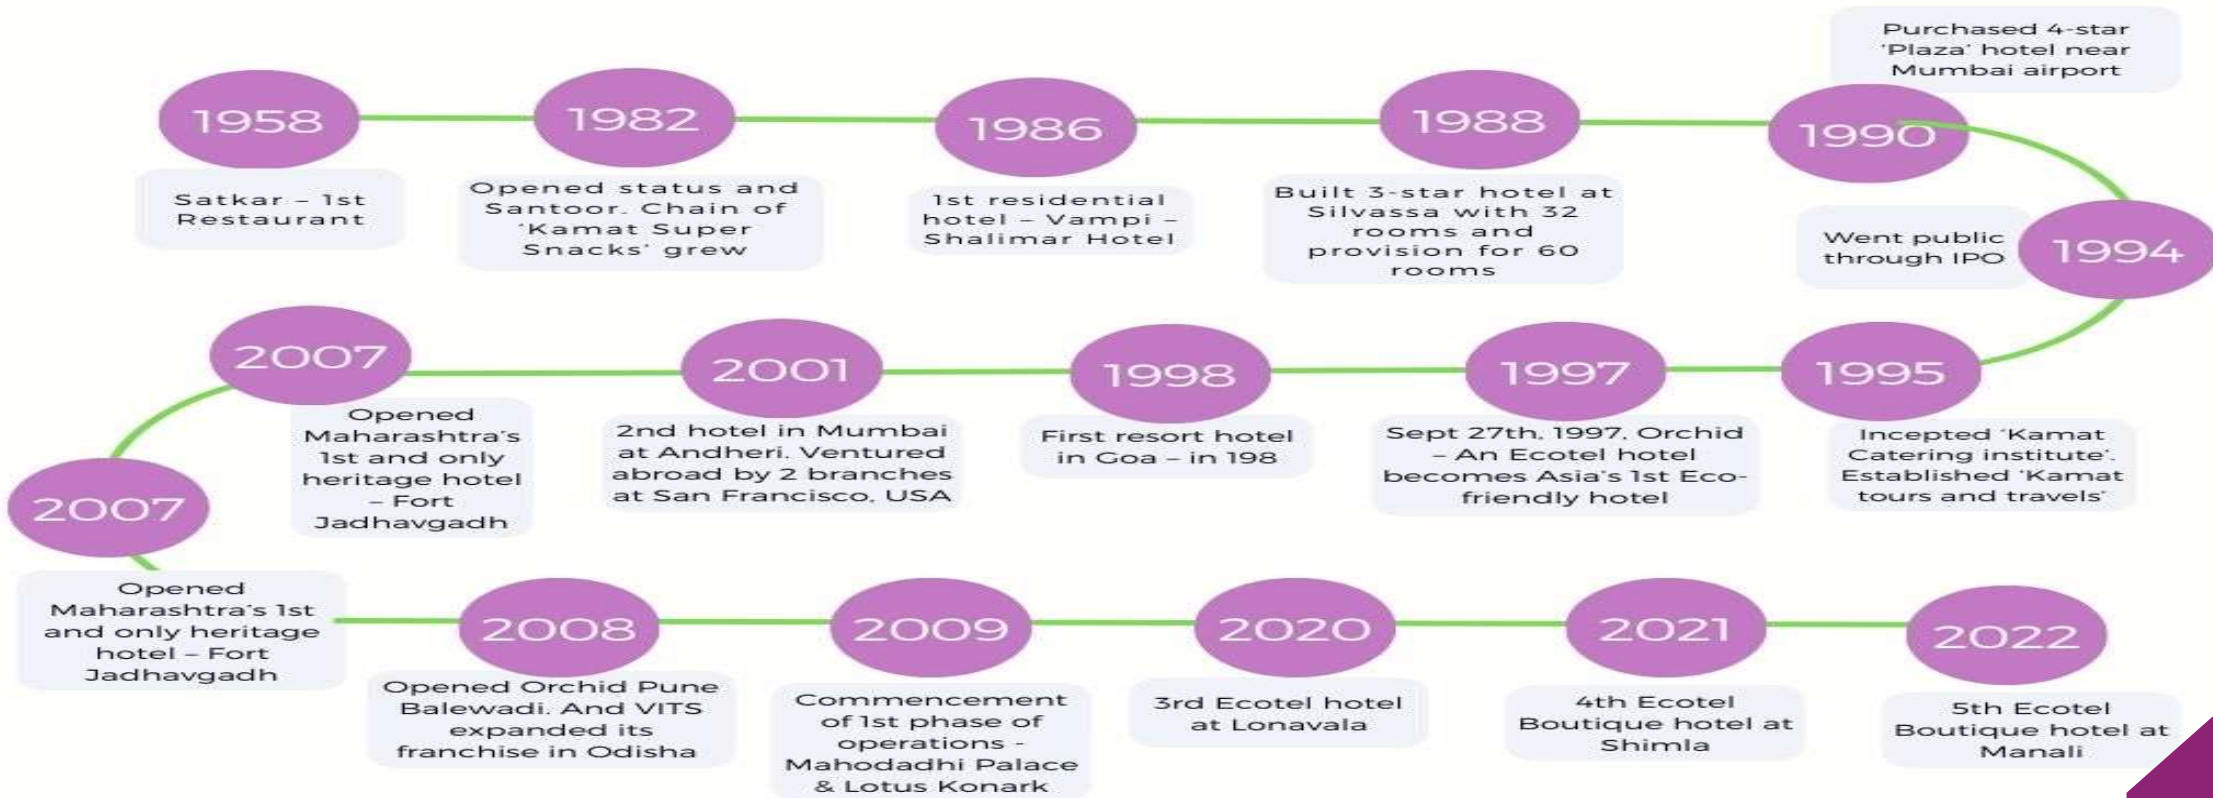 1958
Satkar – 1st
Restaurant
1982
Opened status and
Santoor. Chain of
‘Kamat Super
Snacks’ grew
1986
1st residential
hotel – Vampi –
Shalimar Hotel
1988
Built 3-star hotel at
Silvassa with 32
rooms and
provision for 60
rooms
Purchased 4-star
‘Plaza’ hotel near
Mumbai airport
1990
Went public
through IPO
1994
1995
Incepted ‘Kamat
Catering institute’.
Established ‘Kamat
tours and travels’
1997
Sept 27th, 1997, Orchid
– An Ecotel hotel
becomes Asia’s 1st Eco-
friendly hotel
1998
First resort hotel
in Goa – in 198
2001
2nd hotel in Mumbai
at Andheri. Ventured
abroad by 2 branches
at San Francisco, USA
2007
Opened
Maharashtra’s
1st and only
heritage hotel
– Fort
Jadhavgadh
2007
Opened
Maharashtra’s 1st
and only heritage
hotel – Fort
Jadhavgadh
2008
Opened Orchid Pune
Balewadi. And VITS
expanded its
franchise in Odisha
2009
Commencement
of 1st phase of
operations -
Mahodadhi Palace
& Lotus Konark
2020
3rd Ecotel hotel
at Lonavala
2021
4th Ecotel
Boutique hotel at
Shimla
2022
5th Ecotel
Boutique hotel at
Manali